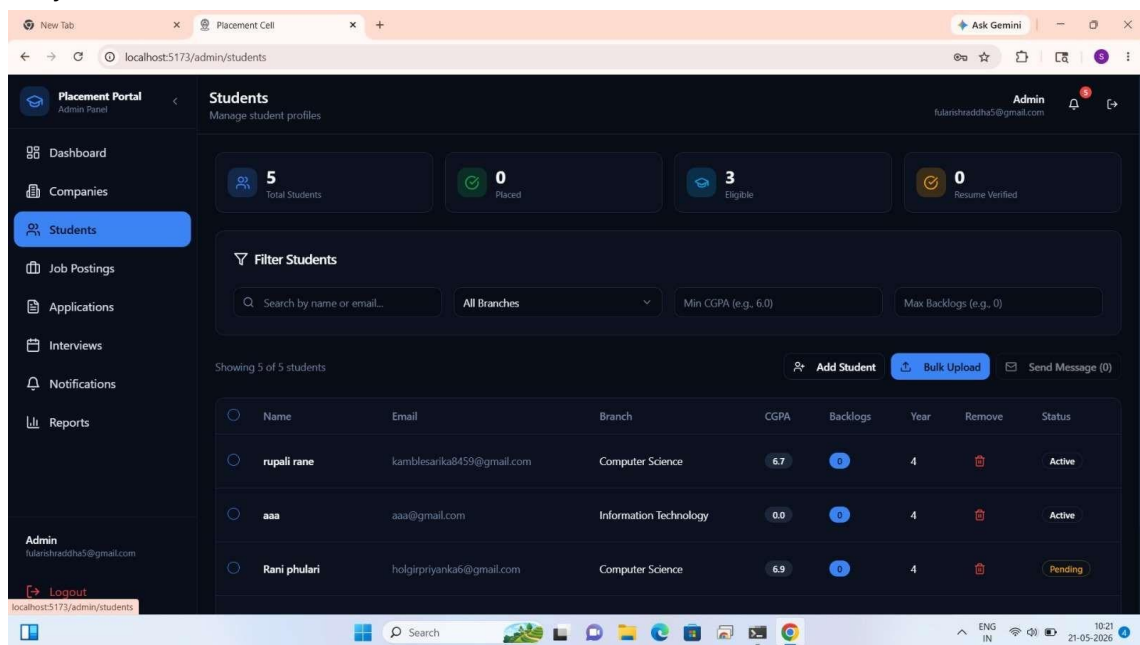 New Tab
Placement Cell
Ask Gemini
localhost:5173/admin/students
S
Placement Portal
Admin Panel
Students
Manage student profiles
Admin
fularishraddha5@gmail.com
5
Dashboard
Companies
Students
Job Postings
Applications
Interviews
Notifications
Reports
5
Total Students
0
Placed
3
Eligible
0
Resume Verified
Filter Students
Search by name or email...
All Branches
Min CGPA (e.g., 6.0)
Max Backlogs (e.g., 0)
Showing 5 of 5 students
Add Student
Bulk Upload
Send Message (0)
Name Email Branch CGPA Backlogs Year Remove Status
rupali rane kamblesarika8459@gmail.com Computer Science 6.7 0 4 Active
aaa aaa@gmail.com Information Technology 0.0 0 4 Active
Rani phulari holgirpriyanka6@gmail.com Computer Science 6.9 0 4 Pending
Admin
fularishraddha5@gmail.com
Logout
localhost:5173/admin/students
Search
ENG
IN
10:21
21-05-2026
4